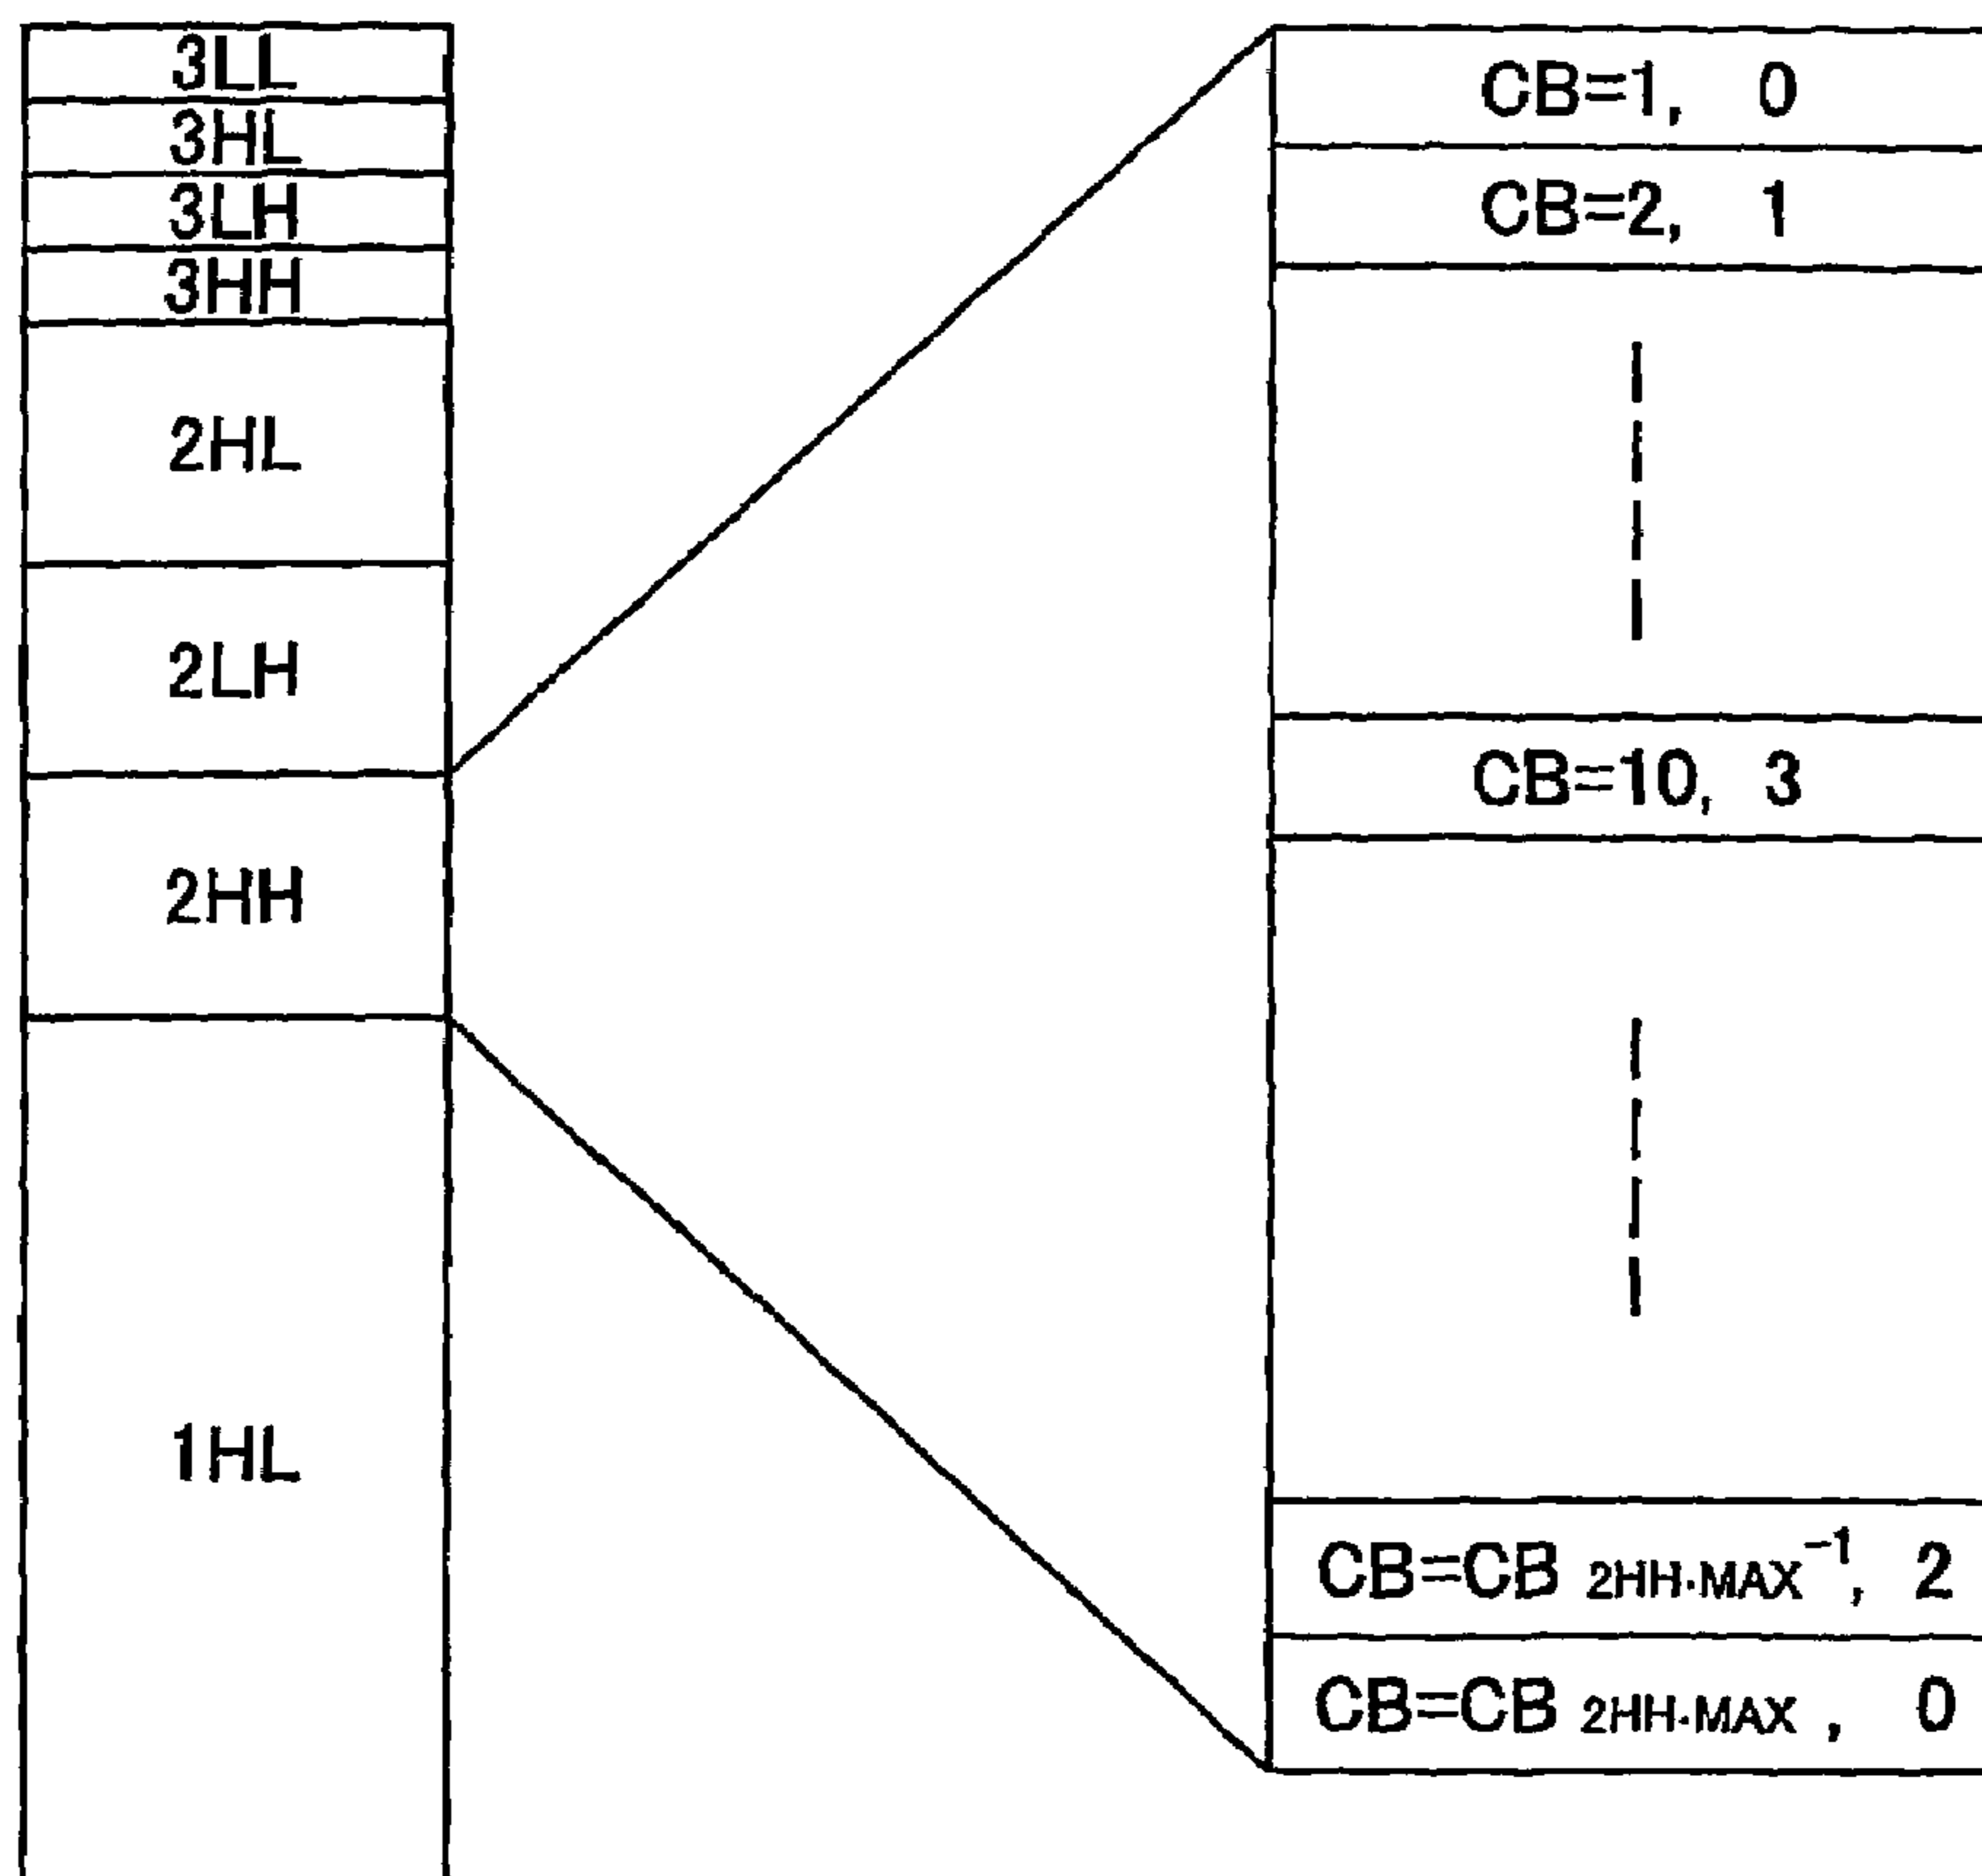 3LL
3HL
3LH
3HH
2HL
2LH
2HH
1HL
CB=1, 0
CB=2, 1
CB=10, 3
CB=CB 2HH·MAX -1, 2
CB=CB 2HH·MAX , 0